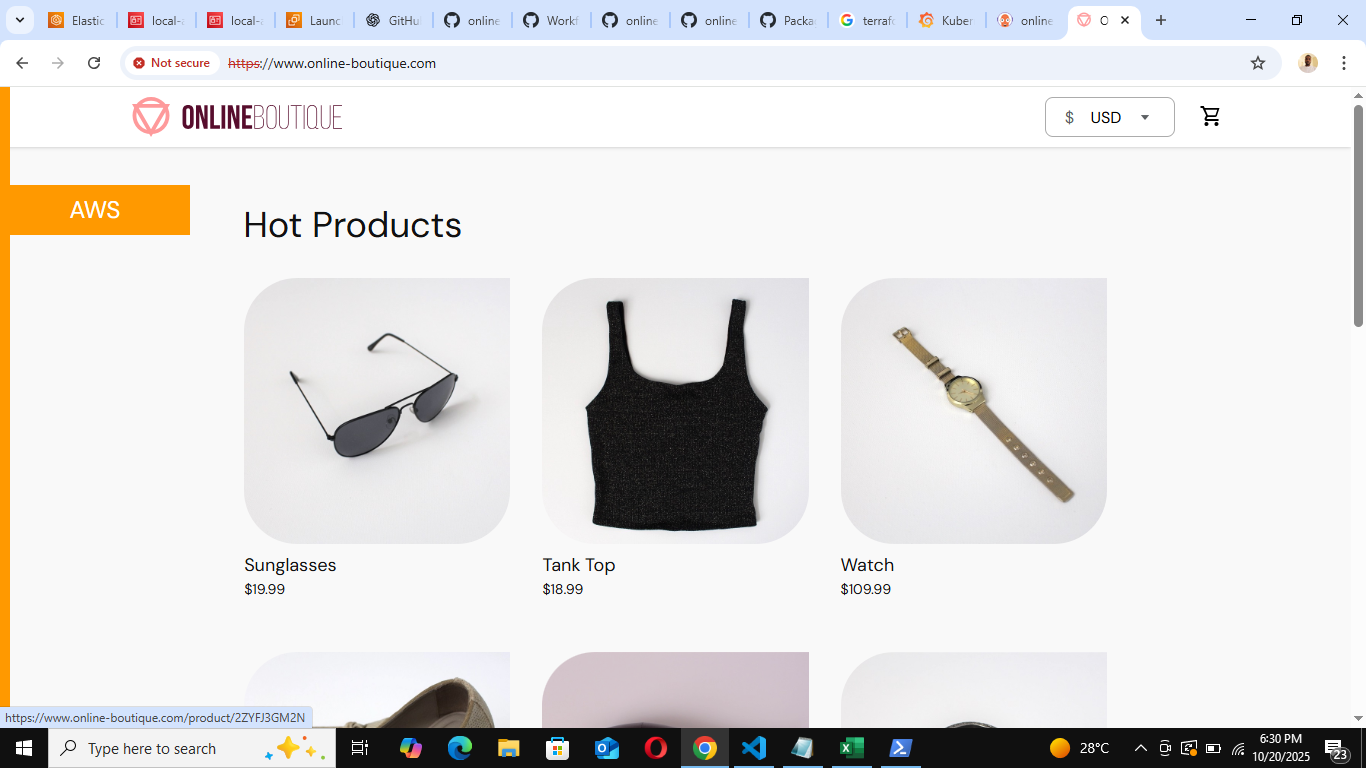 Elastic
local-a
local-a
Launc
GitHu
online
Workf
online
online
Packa
terrafo
Kuber
online
O
Not secure
https://www.online-boutique.com
ONLINEBOUTIQUE
$ USD
AWS
Hot Products
Sunglasses
$19.99
Tank Top
$18.99
Watch
$109.99
https://www.online-boutique.com/product/2ZYFJ3GM2N
Type here to search
28°C
6:30 PM
10/20/2025
23